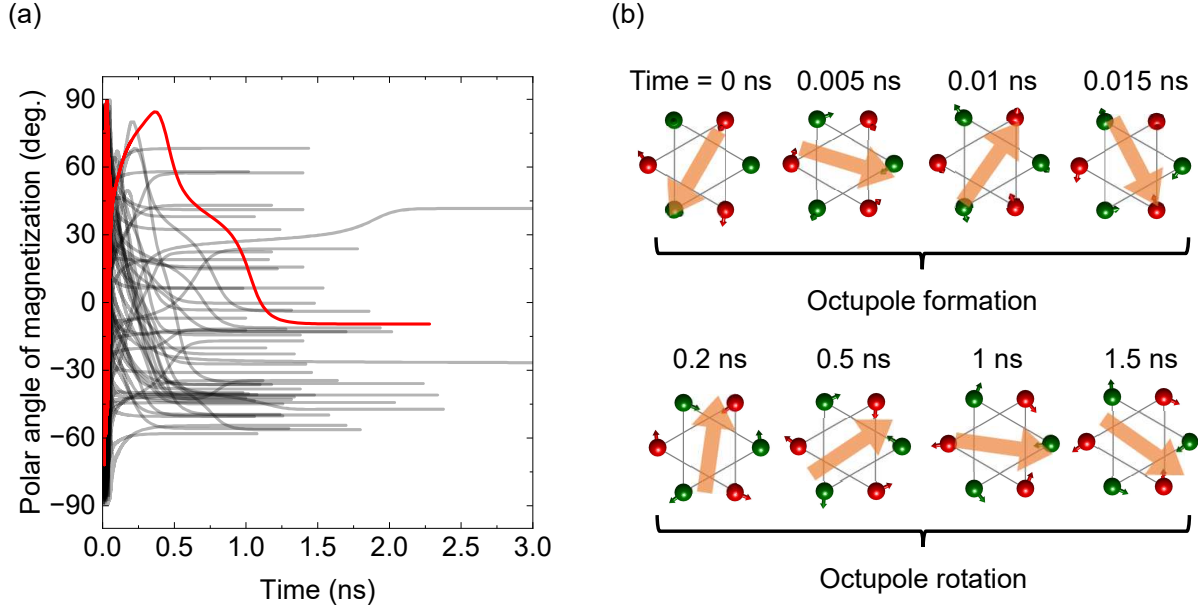 (a)
Polar angle of magnetization (deg.)
90
60
30
0
−30
−60
−90
0.0 0.5 1.0 1.5 2.0 2.5 3.0
Time (ns)
(b)
Time = 0 ns 0.005 ns 0.01 ns 0.015 ns
Octupole formation
0.2 ns 0.5 ns 1 ns 1.5 ns
Octupole rotation